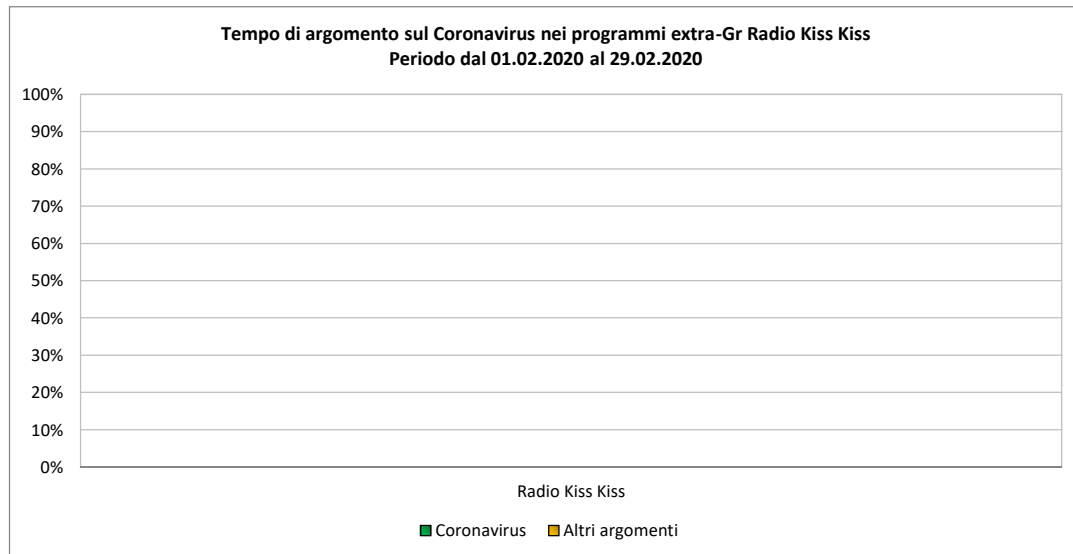 Tempo di argomento sul Coronavirus nei programmi extra-Gr Radio Kiss Kiss
Periodo dal 01.02.2020 al 29.02.2020
100%
90%
80%
70%
60%
50%
40%
30%
20%
10%
0%
Radio Kiss Kiss
Coronavirus Altri argomenti